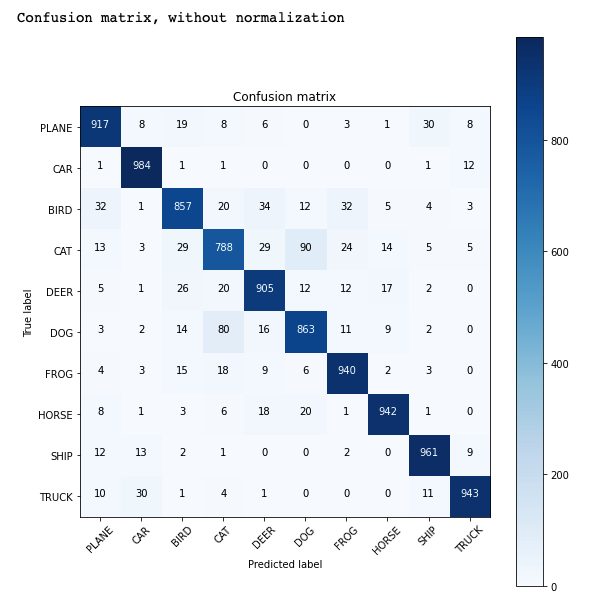 Confusion matrix, without normalization
Confusion matrix
PLANE 917 8 19 8 6 0 3 1 30 8
CAR 1 984 1 1 0 0 0 0 1 12
BIRD 32 1 857 20 34 12 32 5 4 3
CAT 13 3 29 788 29 90 24 14 5 5
DEER 5 1 26 20 905 12 12 17 2 0
DOG 3 2 14 80 16 863 11 9 2 0
FROG 4 3 15 18 9 6 940 2 3 0
HORSE 8 1 3 6 18 20 1 942 1 0
SHIP 12 13 2 1 0 0 2 0 961 9
TRUCK 10 30 1 4 1 0 0 0 11 943
True label
PLANE CAR BIRD CAT DEER DOG FROG HORSE SHIP TRUCK
Predicted label
800
600
400
200
0